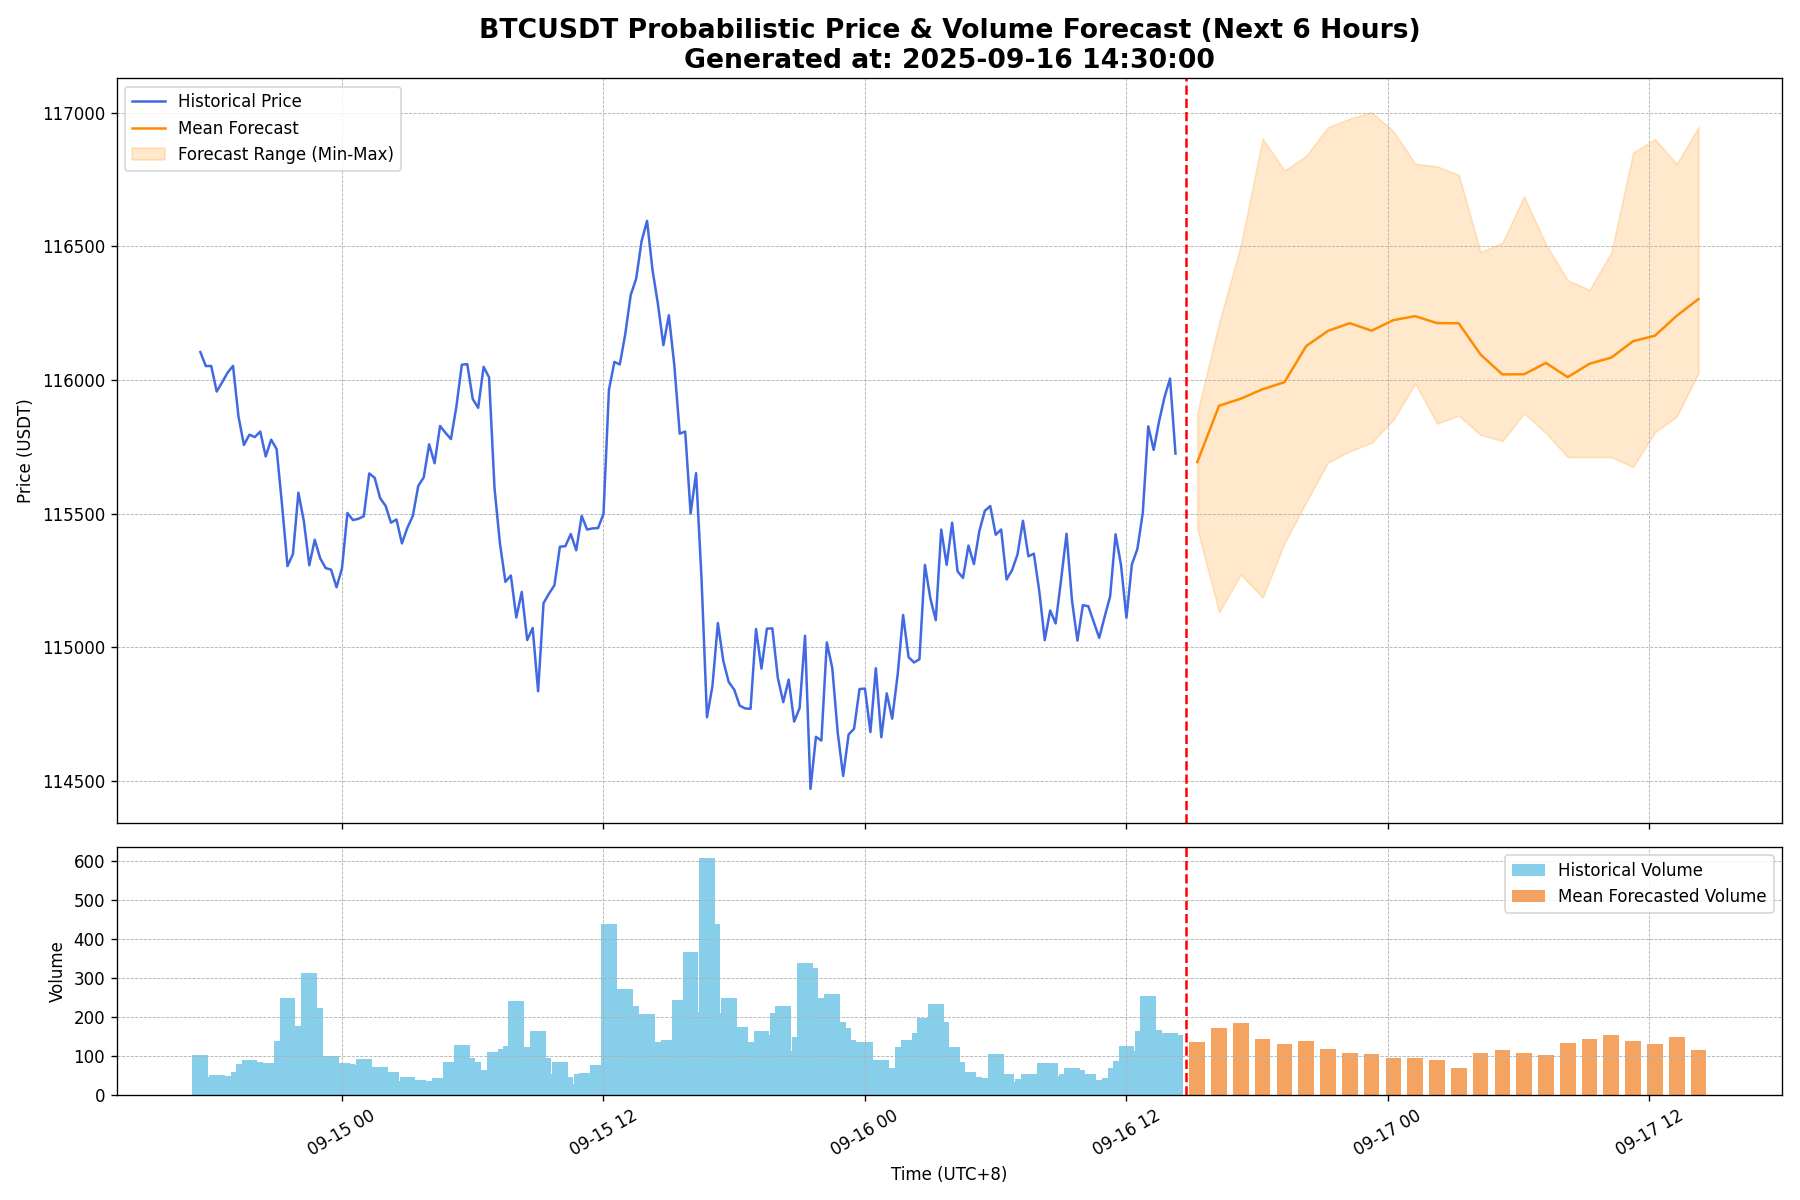 BTCUSDT Probabilistic Price & Volume Forecast (Next 6 Hours)
Generated at: 2025-09-16 14:30:00
Historical Price
Mean Forecast
Forecast Range (Min-Max)
Price (USDT)
117000
116500
116000
115500
115000
114500
Historical Volume
Mean Forecasted Volume
Volume
600
500
400
300
200
100
0
09-15 00
09-15 12
09-16 00
09-16 12
09-17 00
09-17 12
Time (UTC+8)